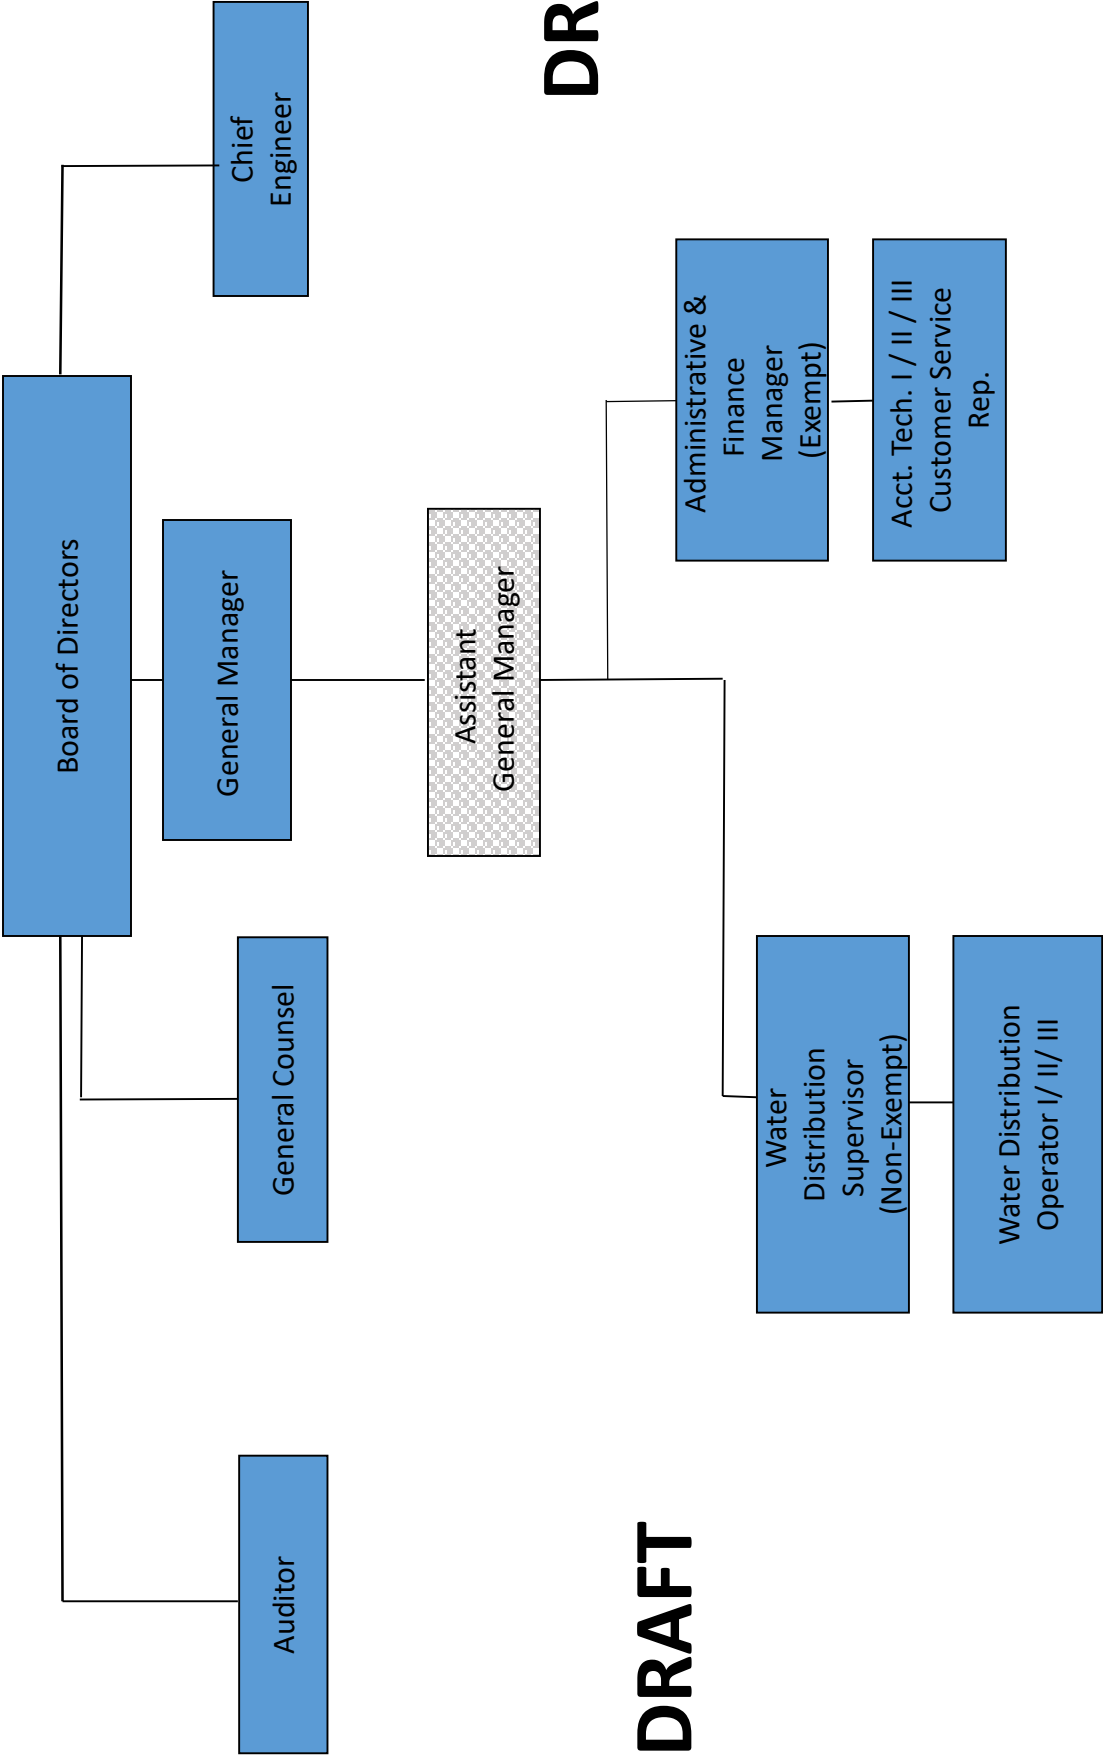 Board of Directors
General Manager
Auditor
General Counsel
Chief
Engineer
Assistant
General Manager
DRAFT
DR
Administrative &
Finance
Manager
(Exempt)
Acct. Tech. I / II / III
Customer Service
Rep.
Water
Distribution
Supervisor
(Non-Exempt)
Water Distribution
Operator I/ II/ III